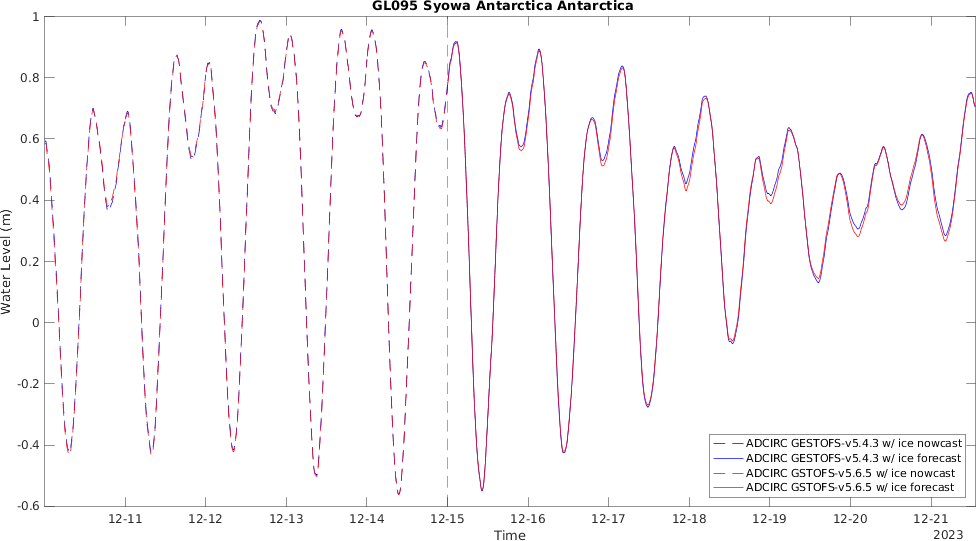 GL095 Syowa Antarctica Antarctica
1
0.8
0.6
0.4
0.2
0
-0.2
-0.4
-0.6
Water Level (m)
ADCIRC GESTOFS-v5.4.3 w/ ice nowcast
ADCIRC GESTOFS-v5.4.3 w/ ice forecast
ADCIRC GSTOFS-v5.6.5 w/ ice nowcast
ADCIRC GSTOFS-v5.6.5 w/ ice forecast
12-11 12-12 12-13 12-14 12-15 12-16 12-17 12-18 12-19 12-20 12-21
Time
2023